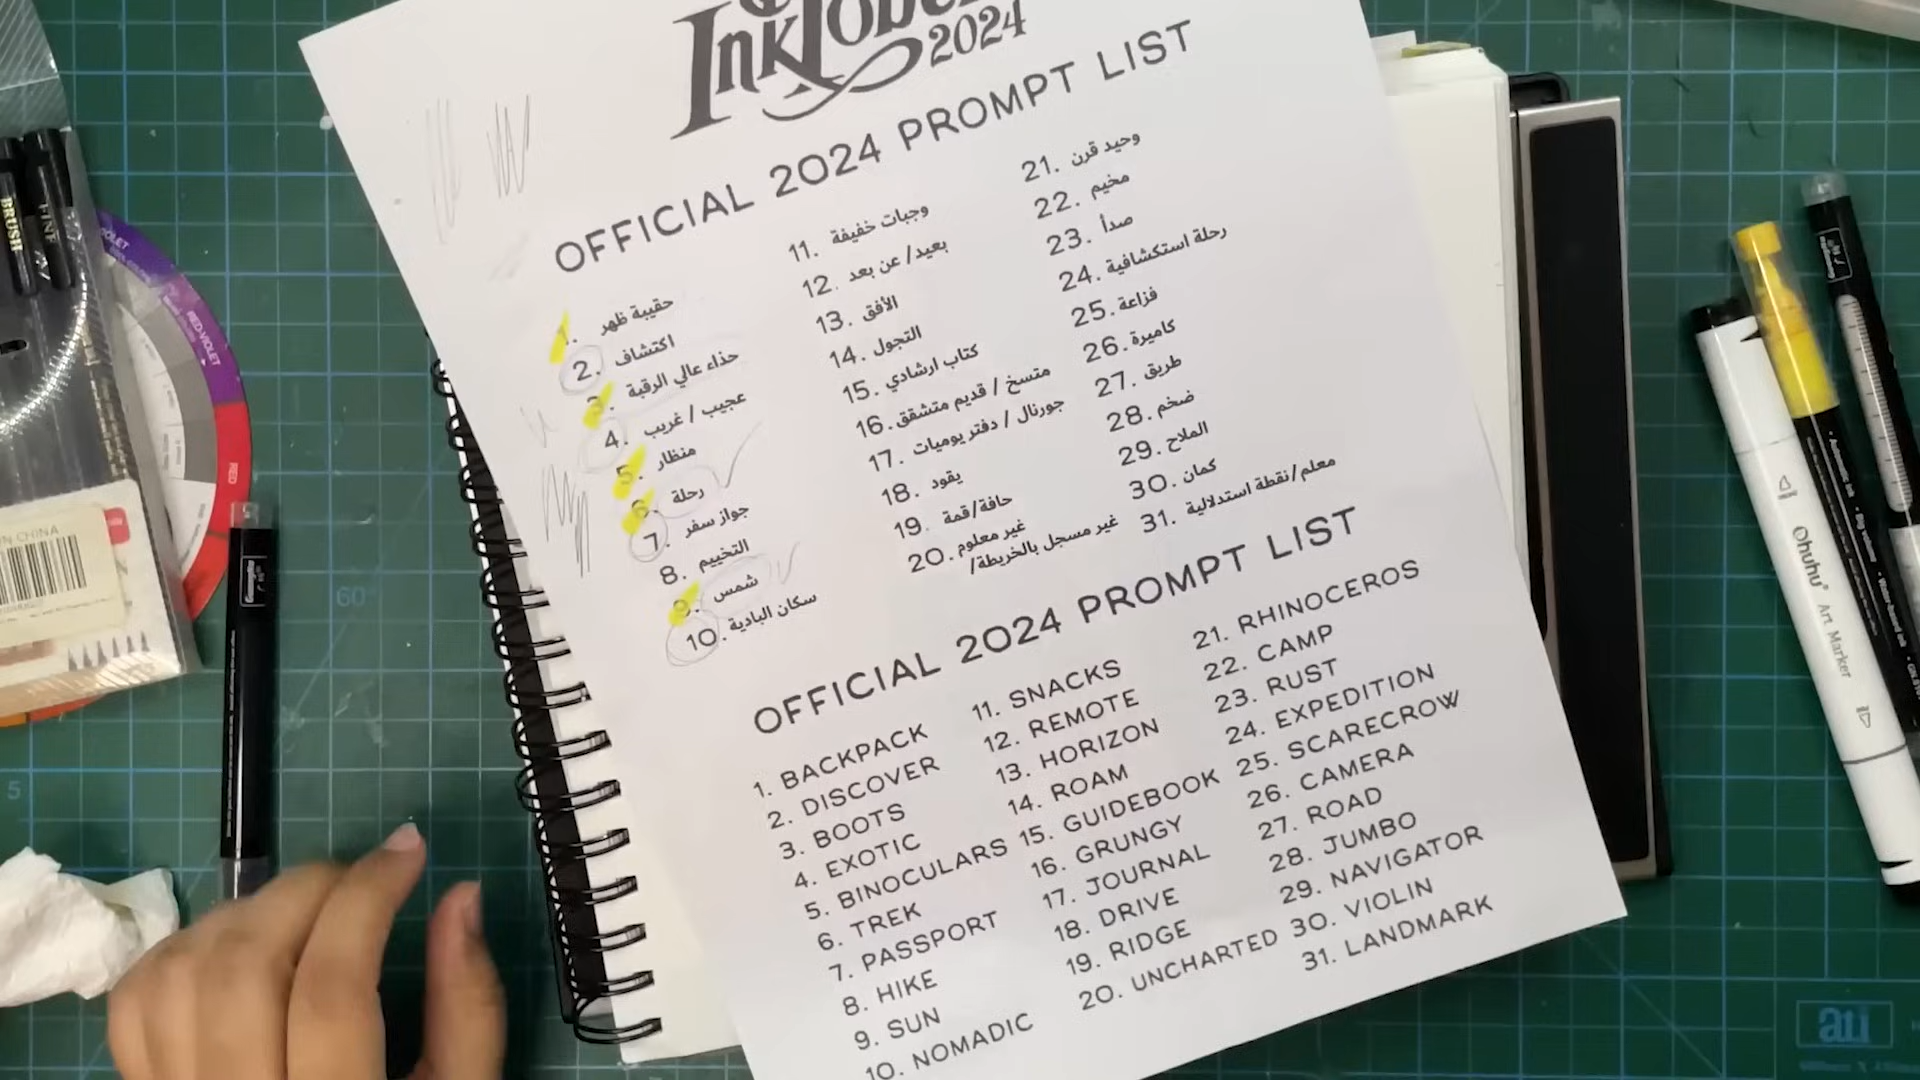 InkTober
2024
OFFICIAL 2024 PROMPT LIST
1. حقيبة ظهر
2. اكتشاف
3. حذاء عالي الرقبة
4. عجيب / غريب
5. منظار
6. رحلة
7. جواز سفر
8. التخييم
9. شمس
10. سكان البادية
11. وجبات خفيفة
12. بعيد/ عن بعد
13. الأفق
14. التجول
15. كتاب ارشادي
16. متسخ / قديم متشقق
17. جورنال / دفتر يوميات
18. يقود
19. حافة/قمة
20. غير معلوم
غير مسجل بالخريطة/
21. وحيد قرن
22. مخيم
23. صدأ
24. رحلة استكشافية
25. فزاعة
26. كاميرة
27. طريق
28. ضخم
29. الملاح
30. كمان
31. معلم/نقطة استدلالية
OFFICIAL 2024 PROMPT LIST
1. BACKPACK
2. DISCOVER
3. BOOTS
4. EXOTIC
5. BINOCULARS
6. TREK
7. PASSPORT
8. HIKE
9. SUN
10. NOMADIC
11. SNACKS
12. REMOTE
13. HORIZON
14. ROAM
15. GUIDEBOOK
16. GRUNGY
17. JOURNAL
18. DRIVE
19. RIDGE
20. UNCHARTED
21. RHINOCEROS
22. CAMP
23. RUST
24. EXPEDITION
25. SCARECROW
26. CAMERA
27. ROAD
28. JUMBO
29. NAVIGATOR
30. VIOLIN
31. LANDMARK
BRUSH
FINE
RED-VIOLET
RED
IN CHINA
60
5
Ohuhu Art Marker